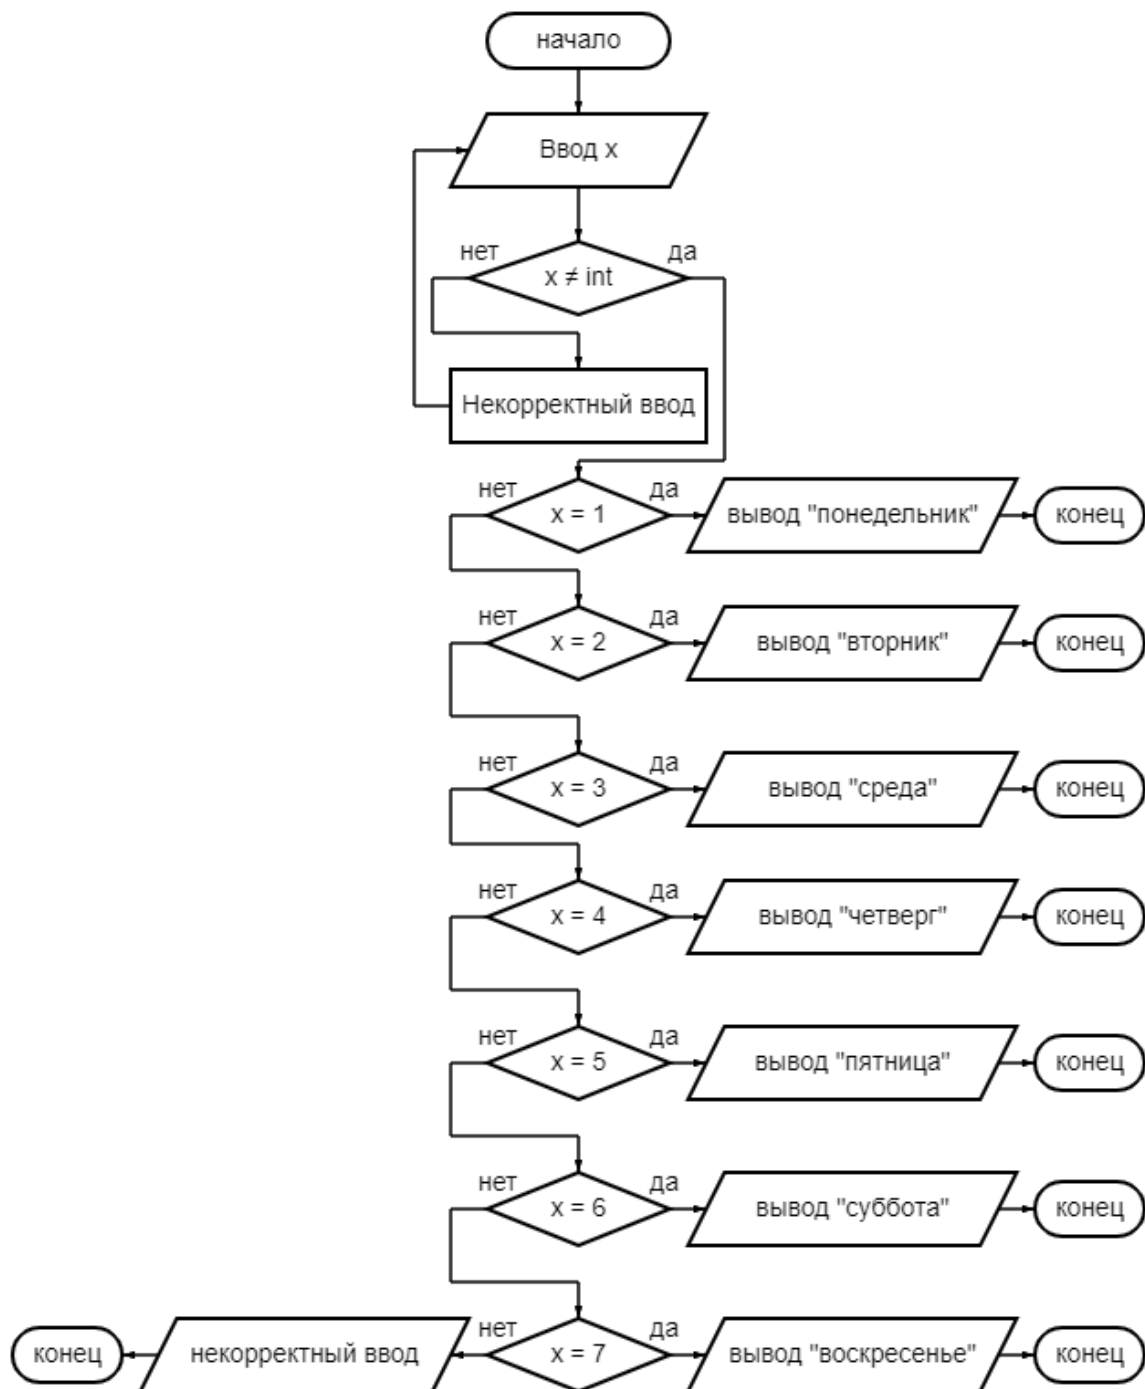 начало
Ввод x
нет
да
x ≠ int
Некорректный ввод
нет
да
x = 1
вывод "понедельник"
конец
нет
да
x = 2
вывод "вторник"
конец
нет
да
x = 3
вывод "среда"
конец
нет
да
x = 4
вывод "четверг"
конец
нет
да
x = 5
вывод "пятница"
конец
нет
да
x = 6
вывод "суббота"
конец
конец
некорректный ввод
нет
x = 7
да
вывод "воскресенье"
конец